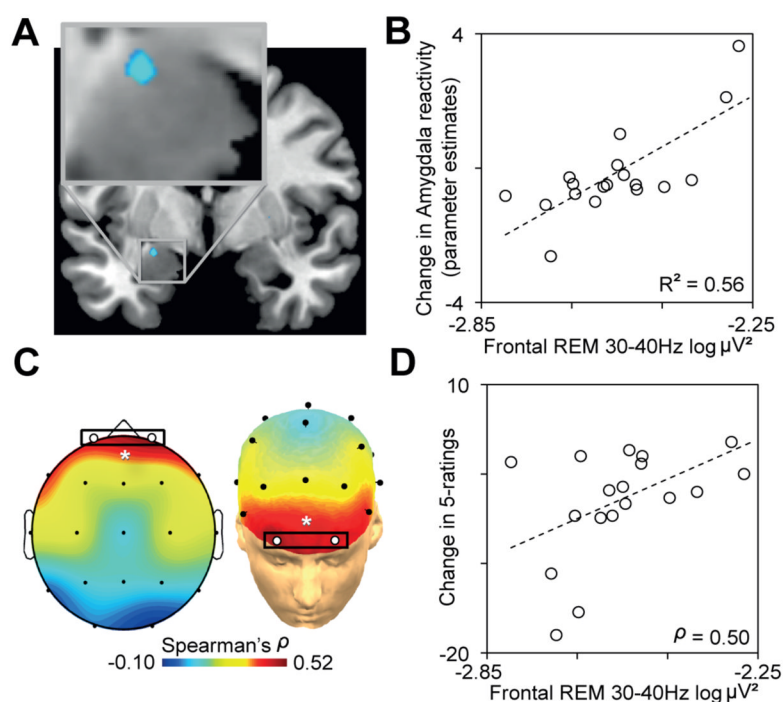 A
B
4
Change in Amygdala reactivity
(parameter estimates)
R² = 0.56
-4
-2.85
-2.25
Frontal REM 30-40Hz log µV²
C
*
*
Spearman's ρ
-0.10
0.52
D
10
Change in 5-ratings
ρ = 0.50
-20
-2.85
-2.25
Frontal REM 30-40Hz log µV²